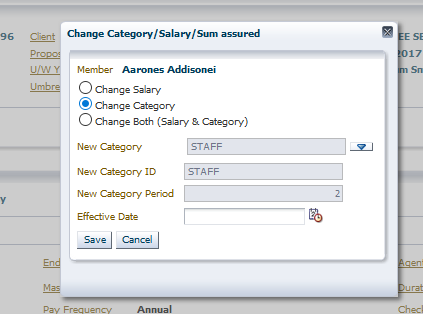 Change Category/Salary/Sum assured
96 Client
EE SE
Propos
2017
U/W Y
m Sn
Umbre
Member Aarones Addisonei
Change Salary
Change Category
Change Both (Salary & Category)
New Category STAFF
New Category ID STAFF
New Category Period 2
y
Effective Date
Save Cancel
End
Agen
Mas
Durat
Pay Frequency Annual
Check